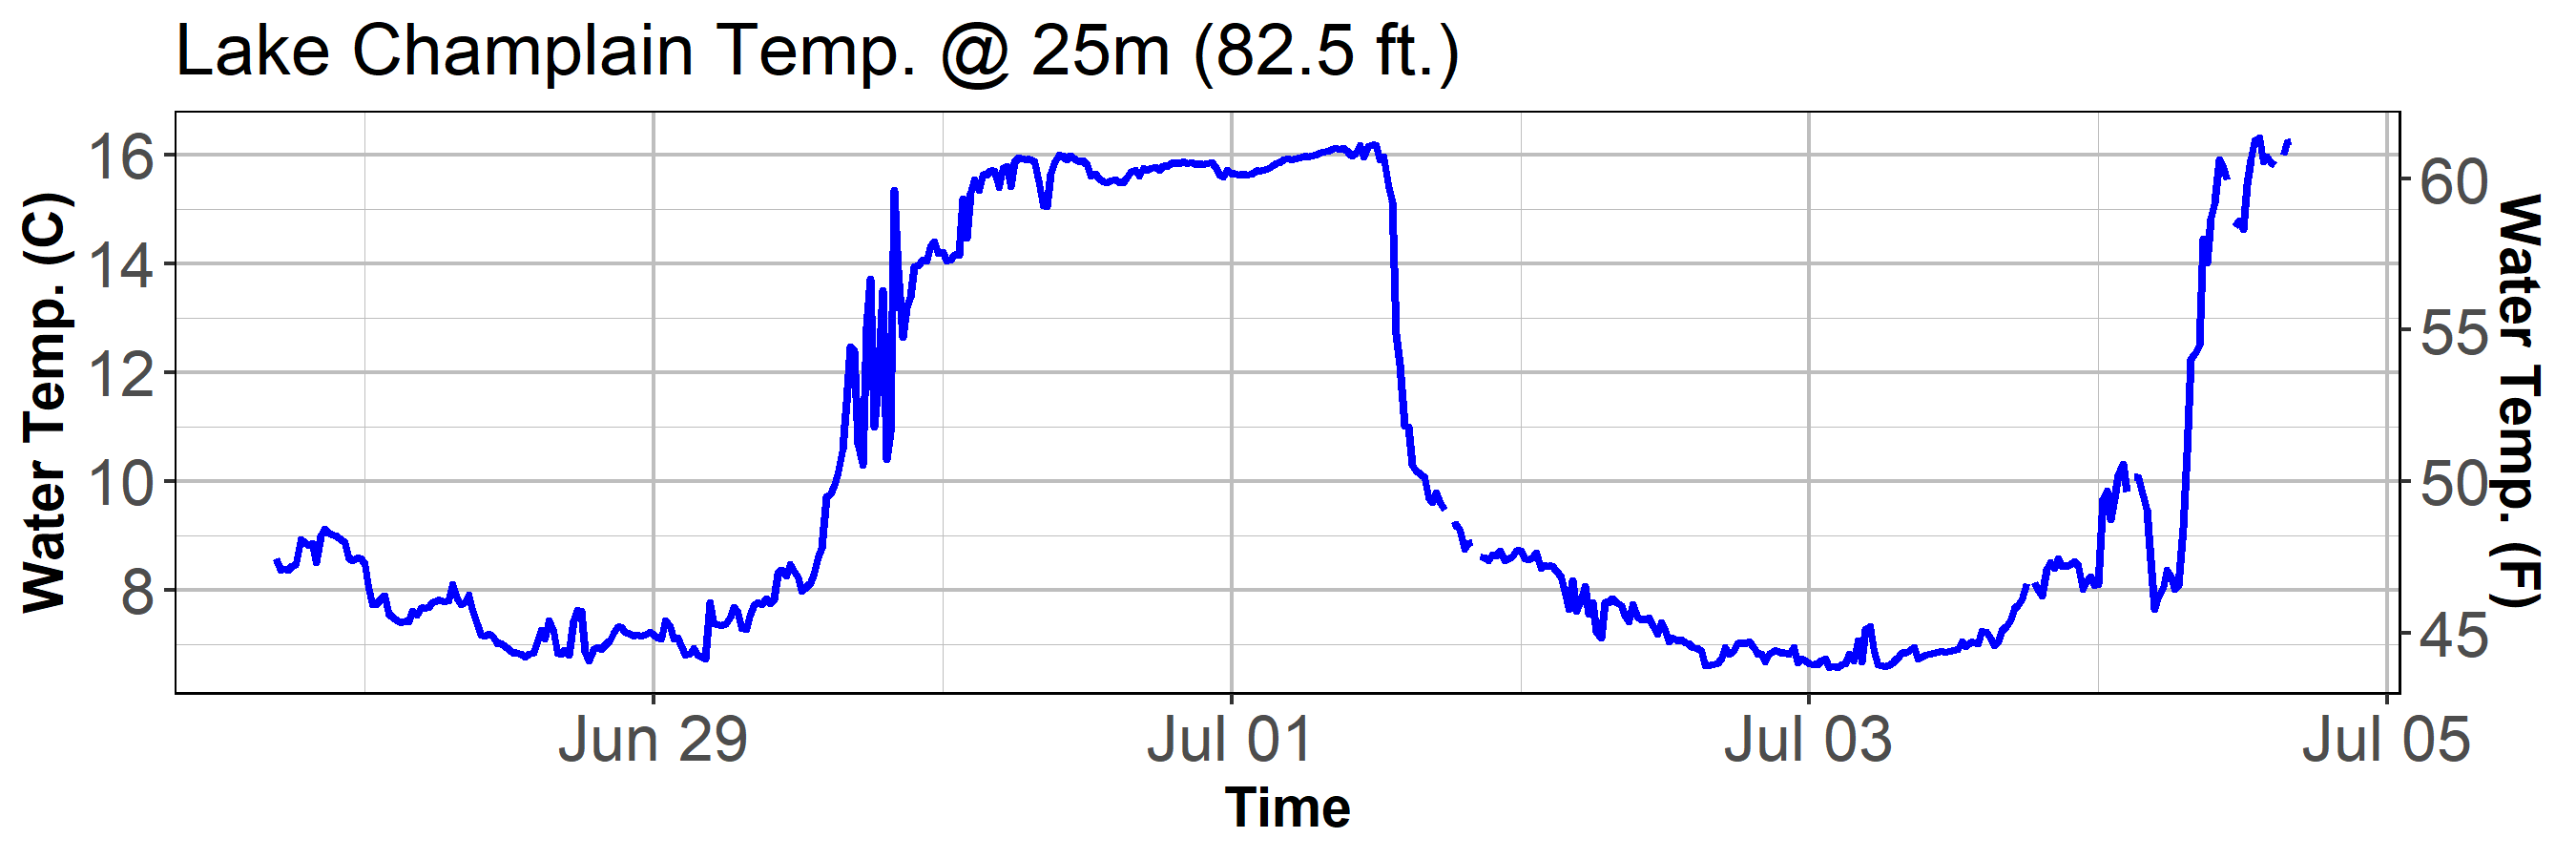 Lake Champlain Temp. @ 25m (82.5 ft.)
Water Temp. (C)
16
14
12
10
8
60
55
50
45
Water Temp. (F)
Jun 29
Jul 01
Jul 03
Jul 05
Time